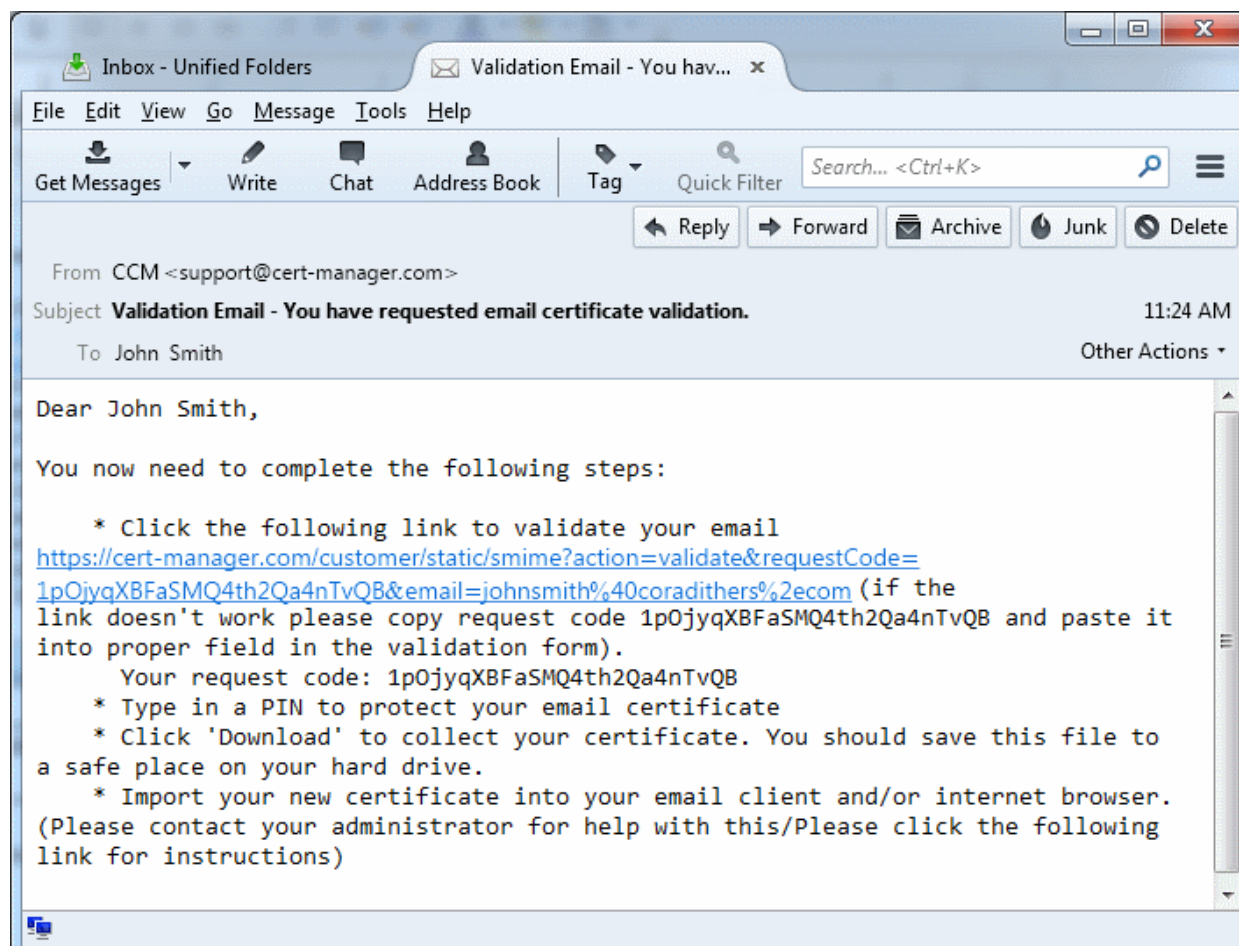 Inbox - Unified Folders
Validation Email - You hav...
File Edit View Go Message Tools Help
Get Messages Write Chat Address Book Tag Quick Filter Search... <Ctrl+K>
Reply Forward Archive Junk Delete
From CCM <support@cert-manager.com>
Subject Validation Email - You have requested email certificate validation. 11:24 AM
To John Smith Other Actions
Dear John Smith,
You now need to complete the following steps:
* Click the following link to validate your email
https://cert-manager.com/customer/static/smime?action=validate&requestCode=
1pOjyqXBFaSMQ4th2Qa4nTvQB&email=johnsmith%40coradithers%2ecom (if the
link doesn't work please copy request code 1pOjyqXBFaSMQ4th2Qa4nTvQB and paste it
into proper field in the validation form).
Your request code: 1pOjyqXBFaSMQ4th2Qa4nTvQB
* Type in a PIN to protect your email certificate
* Click 'Download' to collect your certificate. You should save this file to
a safe place on your hard drive.
* Import your new certificate into your email client and/or internet browser.
(Please contact your administrator for help with this/Please click the following
link for instructions)